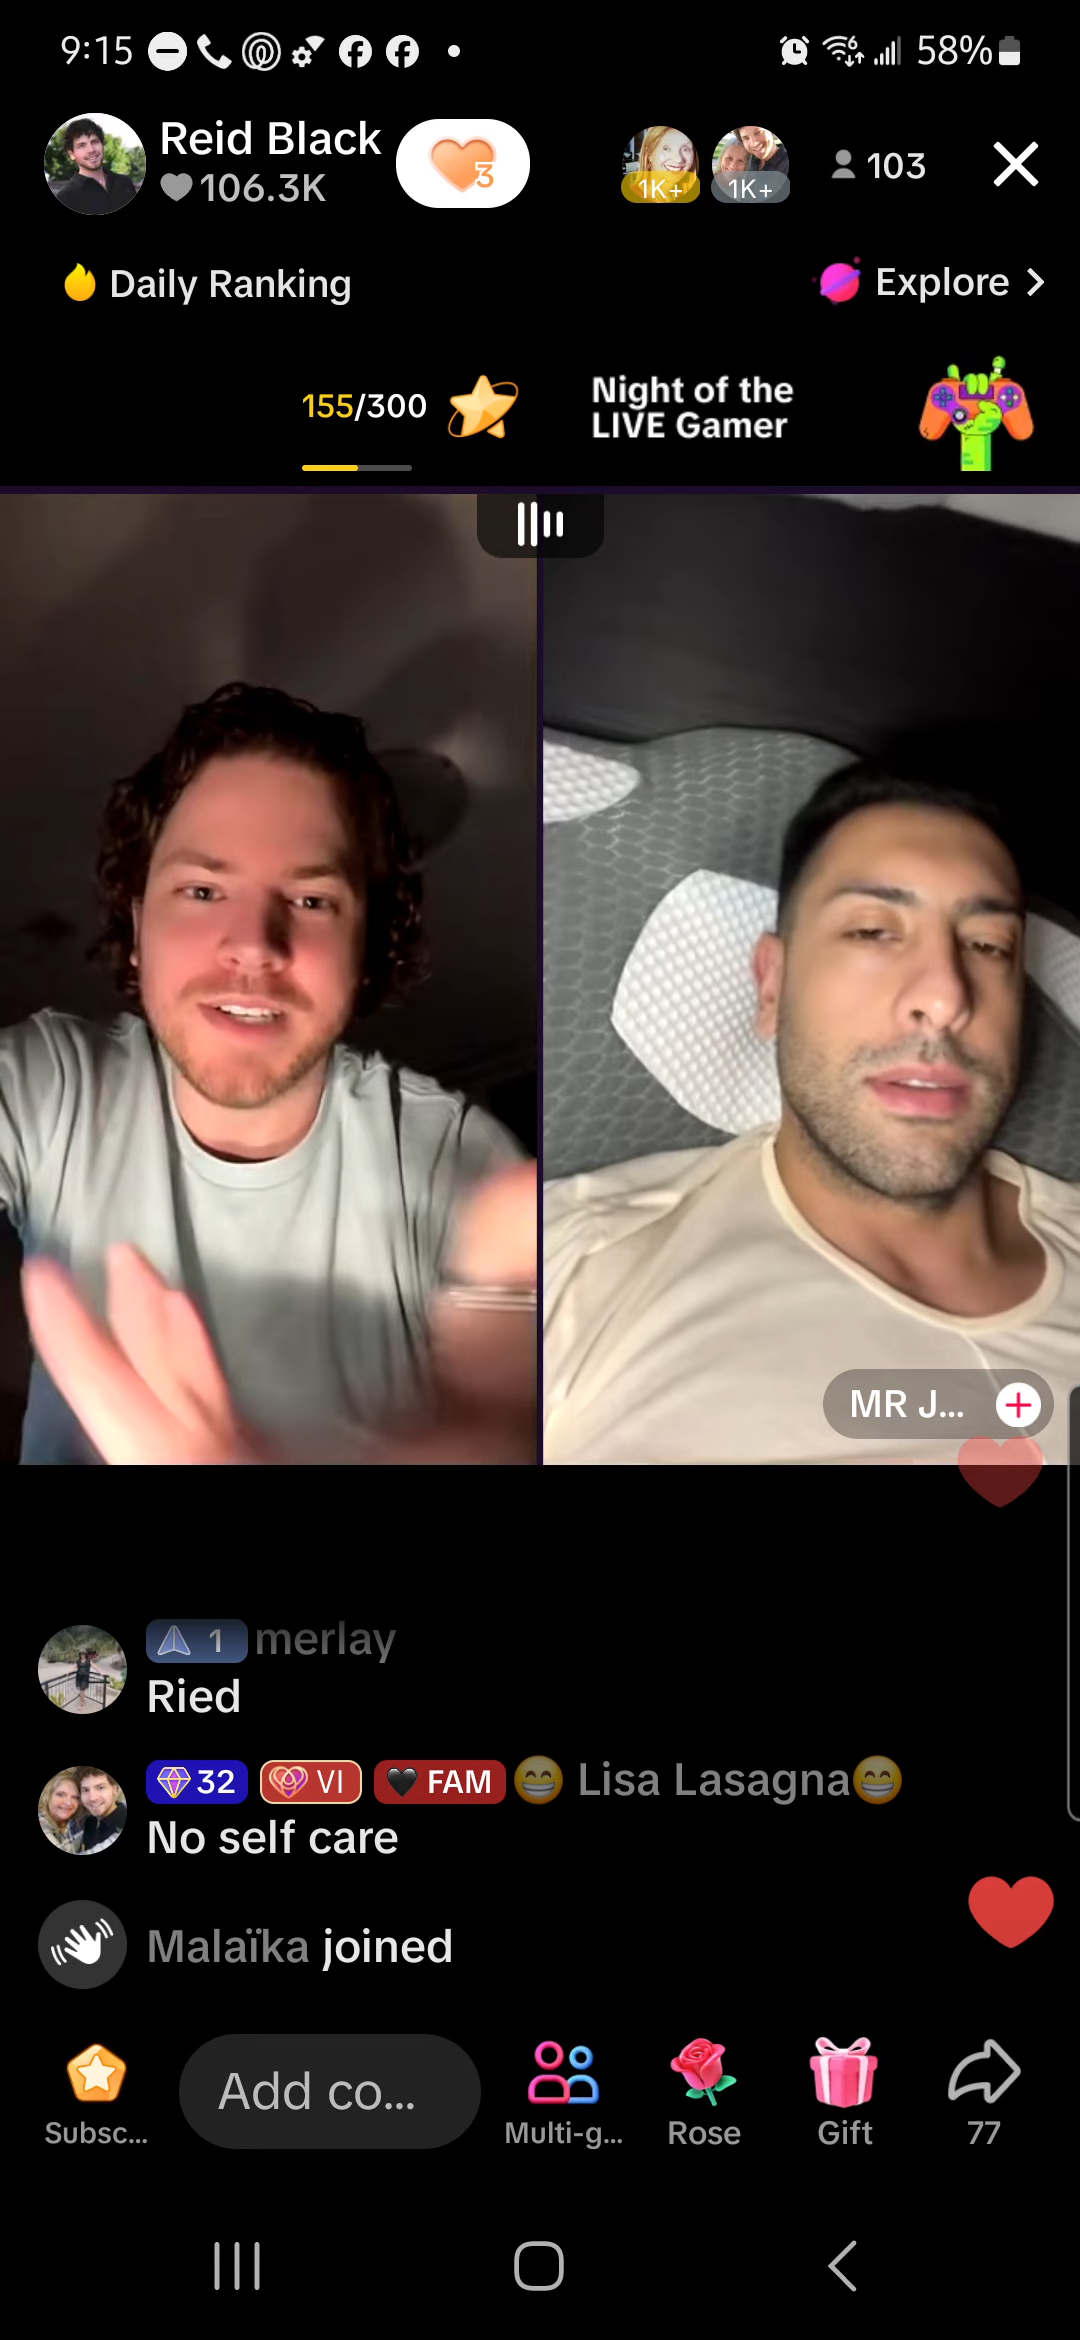 9:15 58%
Reid Black
106.3K
3
1K+ 1K+ 103
Daily Ranking
Explore
155/300
Night of the
LIVE Gamer
MR J...
1 merlay
Ried
32 VI FAM Lisa Lasagna
No self care
Malaïka joined
Add co...
Subsc... Multi-g... Rose Gift 77